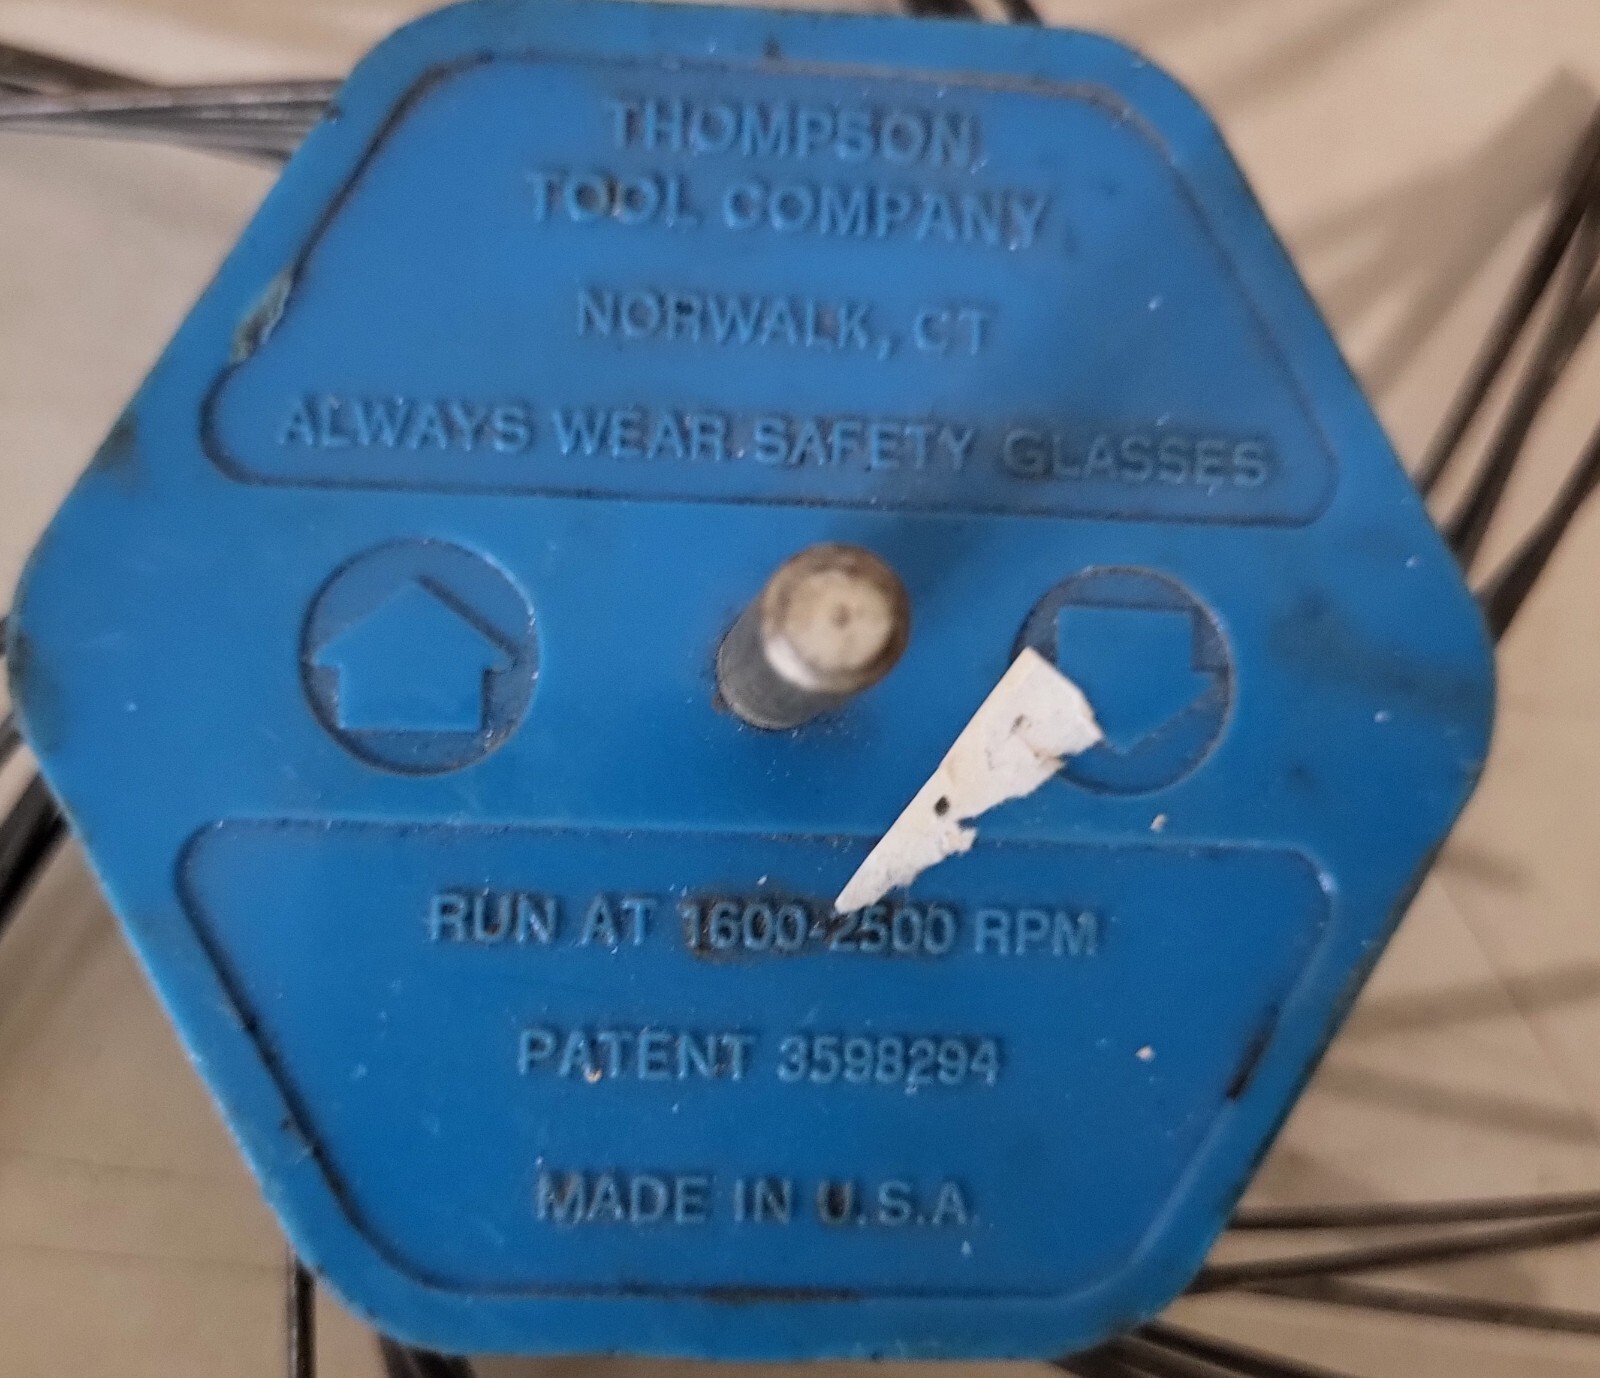 THOMPSON
TOOL COMPANY
NORWALK, CT
ALWAYS WEAR SAFETY GLASSES
RUN AT 1600-2500 RPM
PATENT 3598294
MADE IN U.S.A.